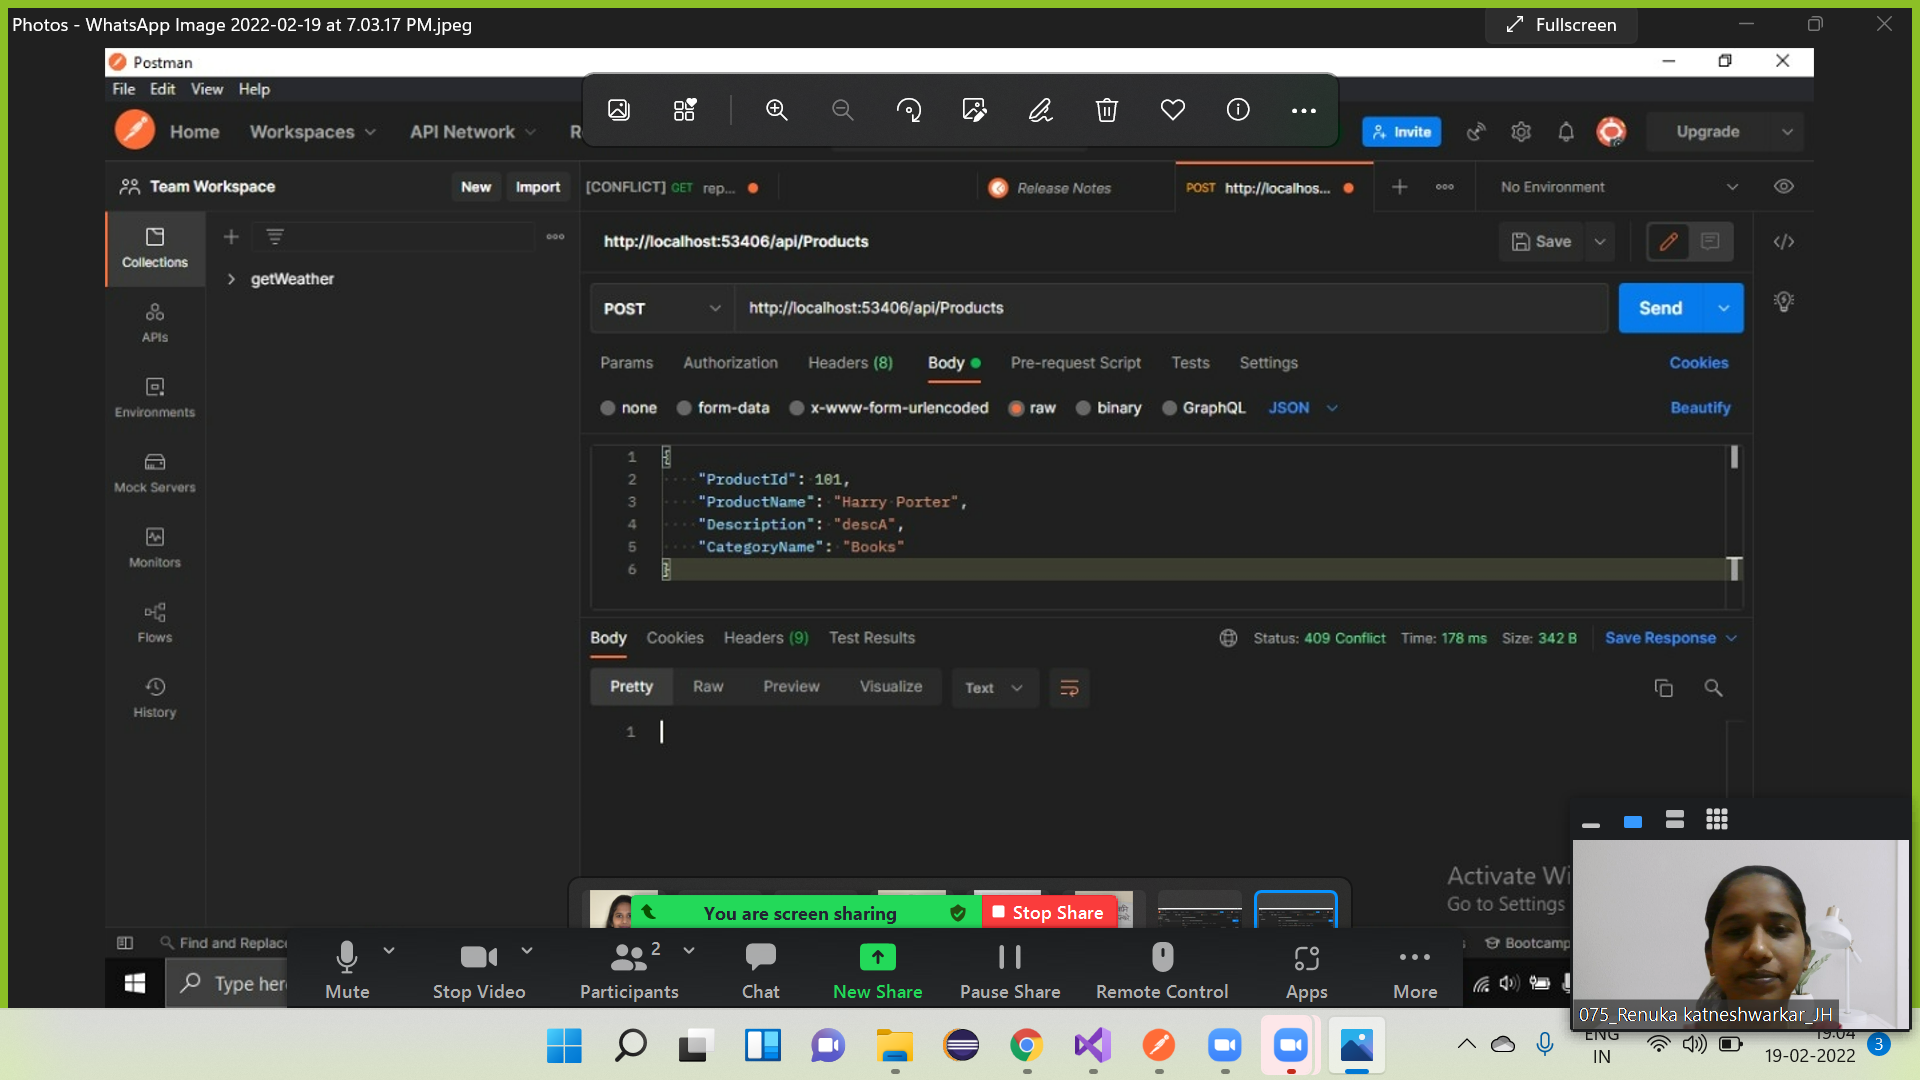 Photos - WhatsApp Image 2022-02-19 at 7.03.17 PM.jpeg
Fullscreen
Postman
File Edit View Help
Home Workspaces API Network
Invite
Upgrade
Team Workspace
New Import
[CONFLICT] GET rep...
Release Notes
POST http://localhos...
No Environment
Collections
getWeather
APIs
Environments
Mock Servers
Monitors
Flows
History
http://localhost:53406/api/Products
Save
POST http://localhost:53406/api/Products
Send
Params Authorization Headers (8) Body Pre-request Script Tests Settings Cookies
none form-data x-www-form-urlencoded raw binary GraphQL JSON Beautify
1 {
2 "ProductId": 101,
3 "ProductName": "Harry Porter",
4 "Description": "descA",
5 "CategoryName": "Books"
6 }
Body Cookies Headers (9) Test Results
Status: 409 Conflict Time: 178 ms Size: 342 B Save Response
Pretty Raw Preview Visualize Text
1
Activate Wi
Go to Settings
You are screen sharing
Stop Share
Find and Replace
Bootcamp
Type her
Mute
Stop Video
2
Participants
Chat
New Share
Pause Share
Remote Control
Apps
More
075_Renuka katneshwarkar_JH
ENG
IN
19:04
19-02-2022
3